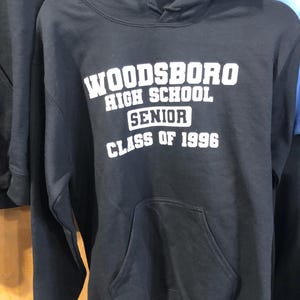 WOODSBORO
HIGH SCHOOL
SENIOR
CLASS OF 1996